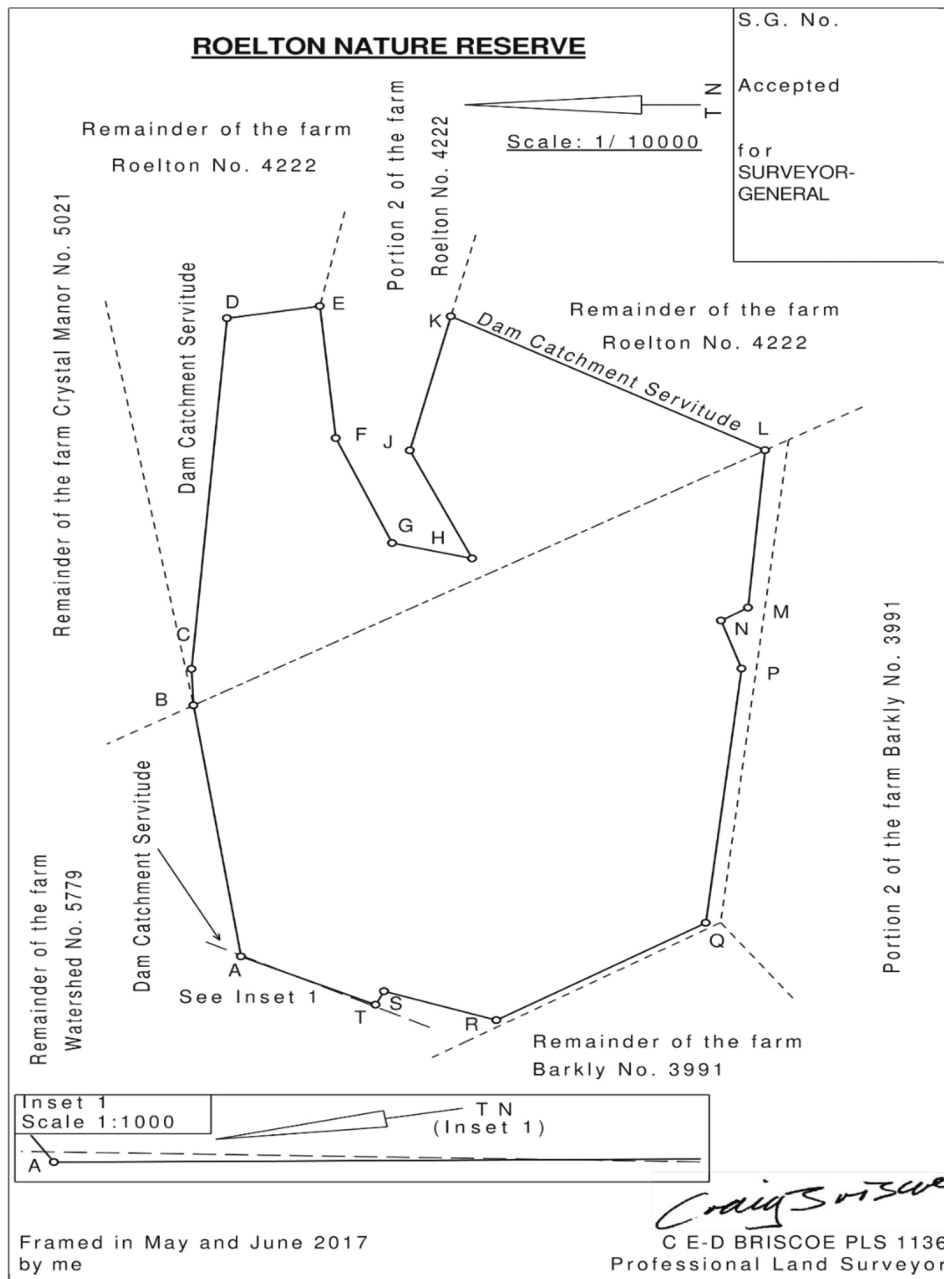 ROELTON NATURE RESERVE
S.G. No.
Accepted
for
SURVEYOR-
GENERAL
T N
Scale: 1/ 10000
Remainder of the farm
Roelton No. 4222
Portion 2 of the farm
Roelton No. 4222
Remainder of the farm Crystal Manor No. 5021
Dam Catchment Servitude
D
E
K
Dam Catchment Servitude
Remainder of the farm
Roelton No. 4222
F
J
L
G
H
C
B
M
N
P
Portion 2 of the farm Barkly No. 3991
Dam Catchment Servitude
Remainder of the farm
Watershed No. 5779
A
See Inset 1
T
S
R
Q
Remainder of the farm
Barkly No. 3991
Inset 1
Scale 1:1000
T N
(Inset 1)
A
Craig Briscoe
Framed in May and June 2017
by me
C E-D BRISCOE PLS 1136
Professional Land Surveyor